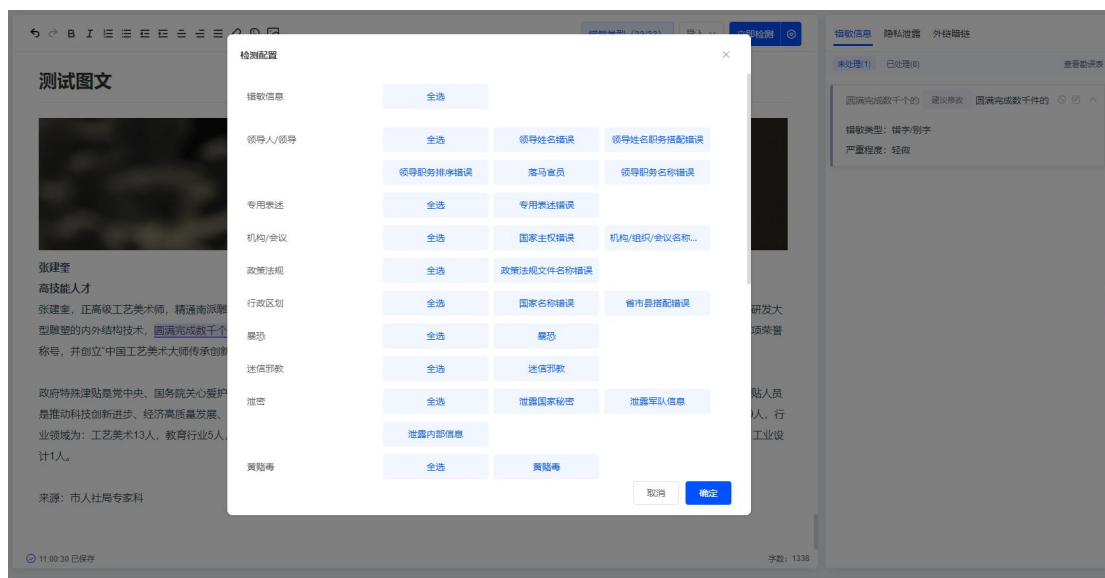 错敏类型 (33/33)
导入
立即检测
错敏信息 隐私泄露 外链暗链
未处理(1) 已处理(8) 查看勘误表
圆满完成数千个的 建议修改 圆满完成数千件的
错敏类型：错字/别字
严重程度：轻微
测试图文
张建奎
高技能人才
张建奎，正高级工艺美术师，精通南派雕
研发大
型雕塑的内外结构技术，圆满完成数千个
项荣誉
称号，并创立“中国工艺美术大师传承创新
政府特殊津贴是党中央、国务院关心爱护
贴人员
是推动科技创新进步、经济高质量发展、
人，行
业领域为：工艺美术13人，教育行业5人
工业设
计1人。
来源：市人社局专家科
11:00:30 已保存
字数：1338
检测配置
错敏信息 全选
领导人/领导 全选 领导姓名错误 领导姓名职务搭配错误
领导职务排序错误 落马官员 领导职务名称错误
专用表述 全选 专用表述错误
机构/会议 全选 国家主权错误 机构/组织/会议名称...
政策法规 全选 政策法规文件名称错误
行政区划 全选 国家名称错误 省市县搭配错误
暴恐 全选 暴恐
迷信邪教 全选 迷信邪教
泄密 全选 泄露国家秘密 泄露军队信息
泄露内部信息
黄赌毒 全选 黄赌毒
取消 确定